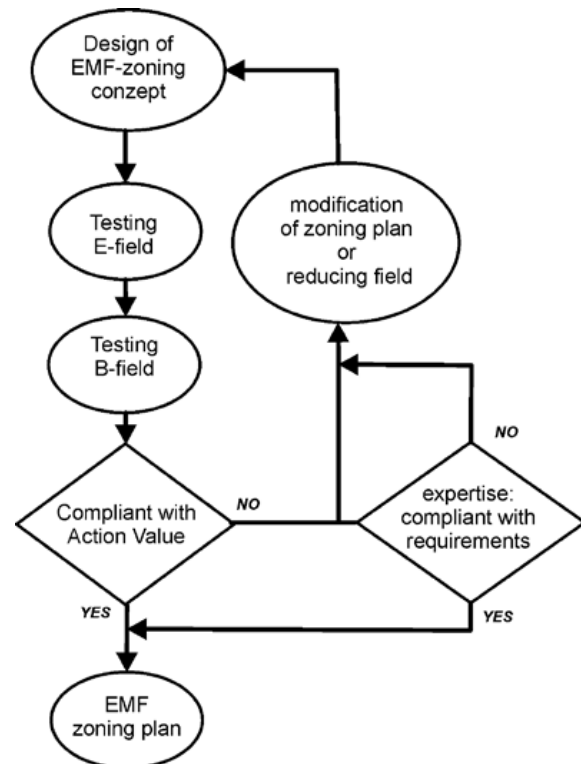 Design of
EMF-zoning
conzept
Testing
E-field
modification
of zoning plan
or
reducing field
Testing
B-field
NO
NO
Compliant with
Action Value
expertise:
compliant with
requirements
YES
YES
EMF
zoning plan